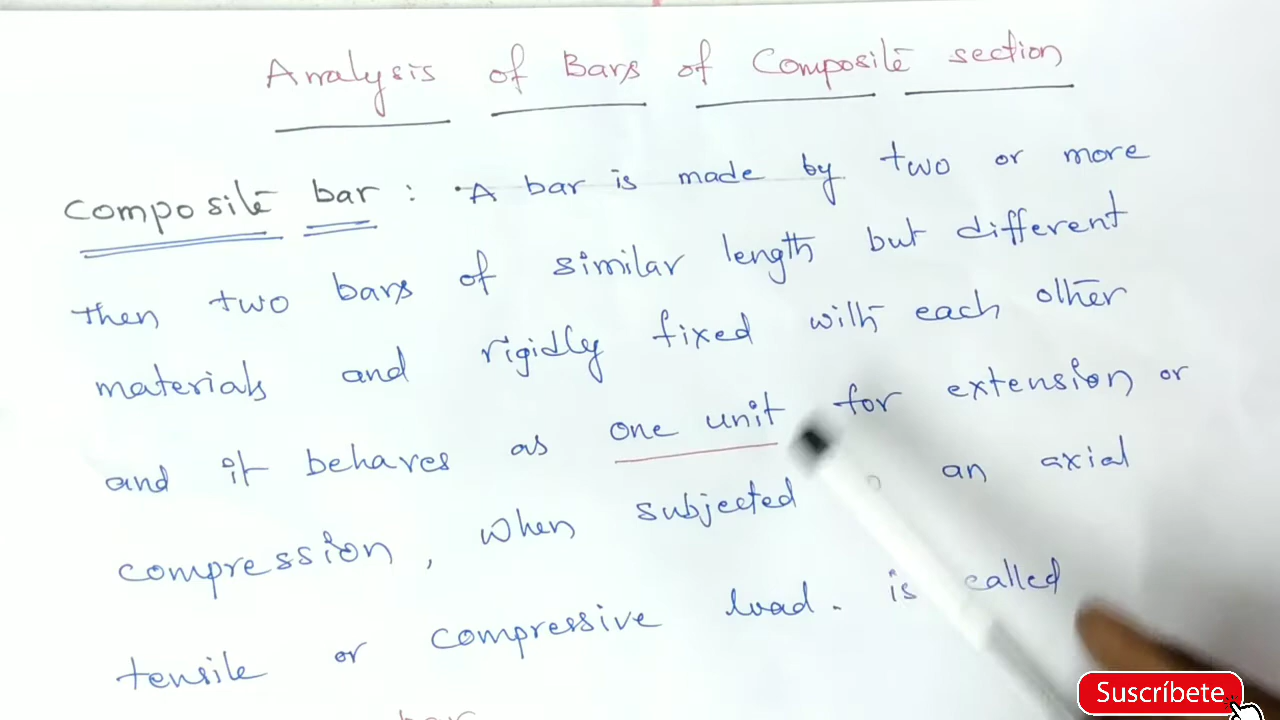 Analysis of Bars of Composite section
Composite bar : A bar is made by two or more
then two bars of similar length but different
materials and rigidly fixed with each other
and it behaves as one unit for extension or
compression, when subjected an axial
tensile or compressive load. is called
bar
Suscríbete